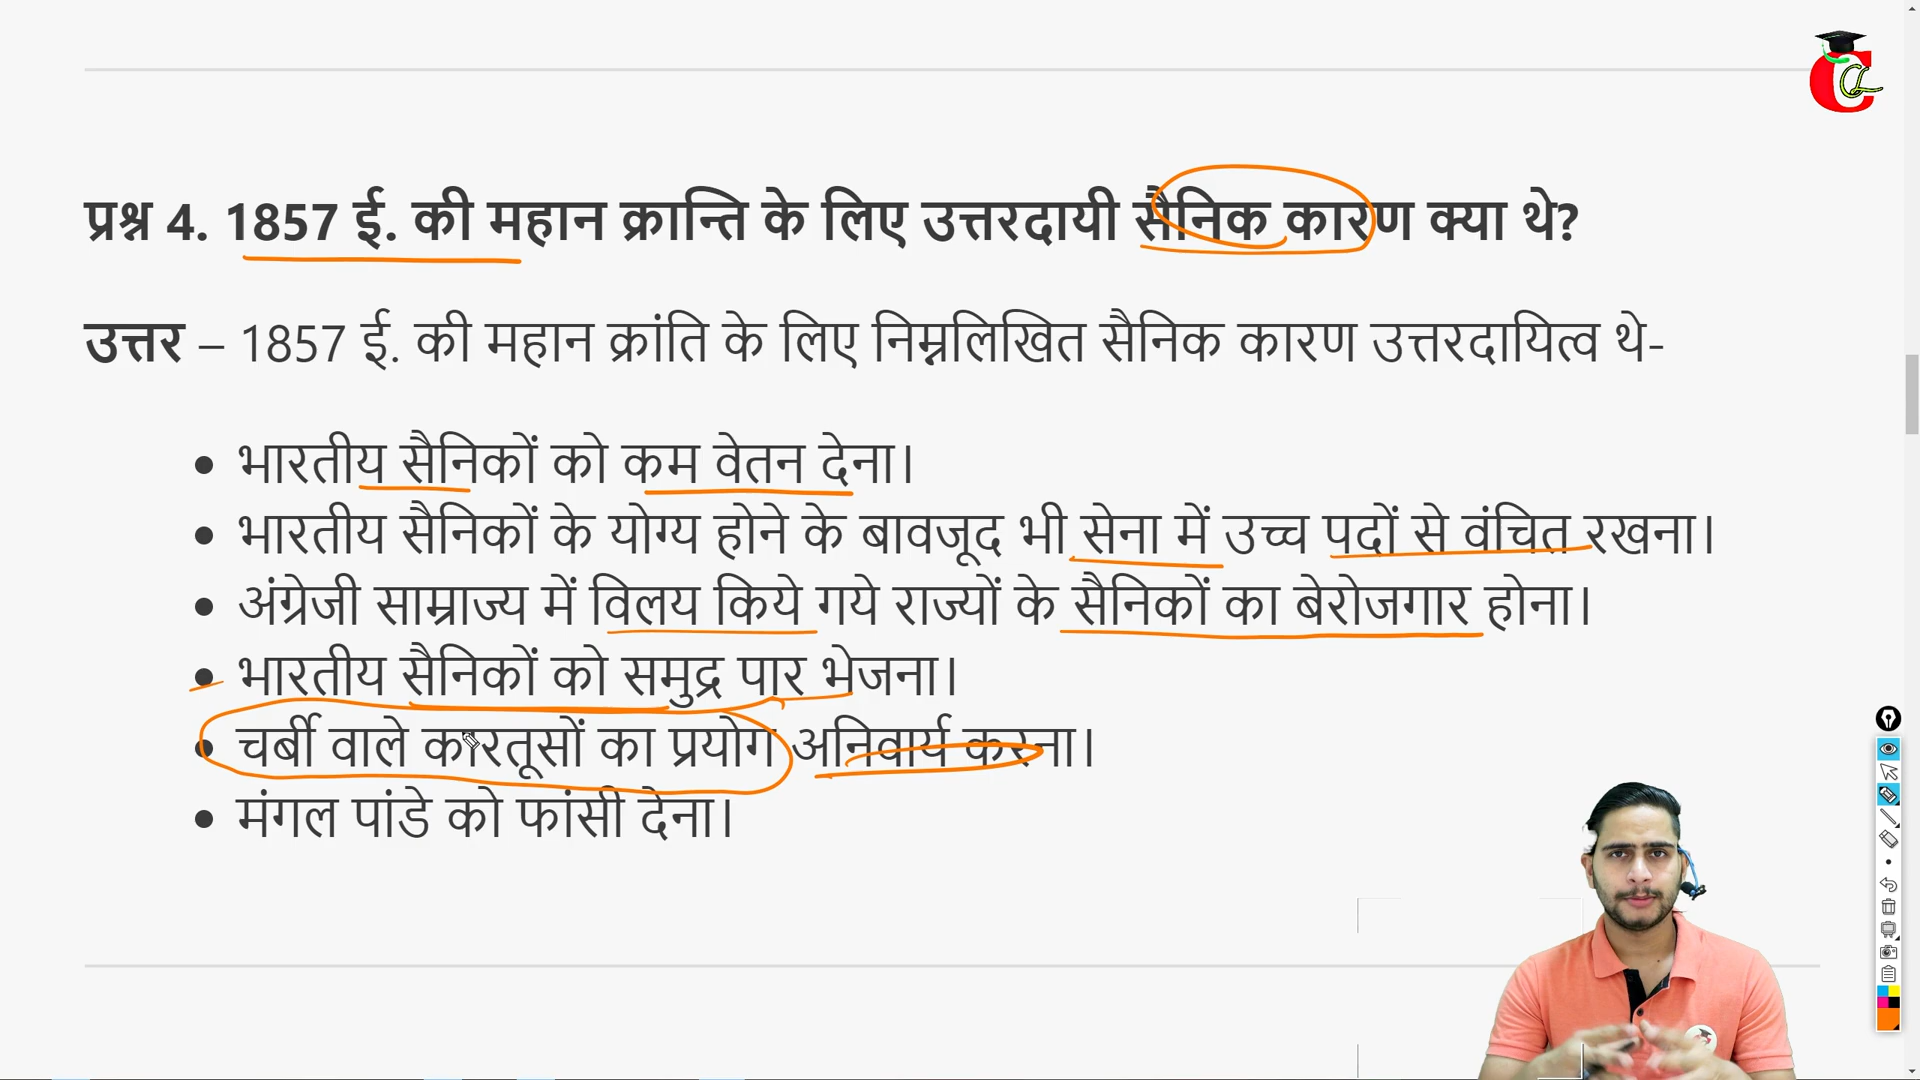 प्रश्न 4. 1857 ई. की महान क्रान्ति के लिए उत्तरदायी सैनिक कारण क्या थे?
उत्तर – 1857 ई. की महान क्रांति के लिए निम्नलिखित सैनिक कारण उत्तरदायित्व थे-
• भारतीय सैनिकों को कम वेतन देना।
• भारतीय सैनिकों के योग्य होने के बावजूद भी सेना में उच्च पदों से वंचित रखना।
• अंग्रेजी साम्राज्य में विलय किये गये राज्यों के सैनिकों का बेरोजगार होना।
• भारतीय सैनिकों को समुद्र पार भेजना।
• चर्बी वाले कारतूसों का प्रयोग अनिवार्य करना।
• मंगल पांडे को फांसी देना।